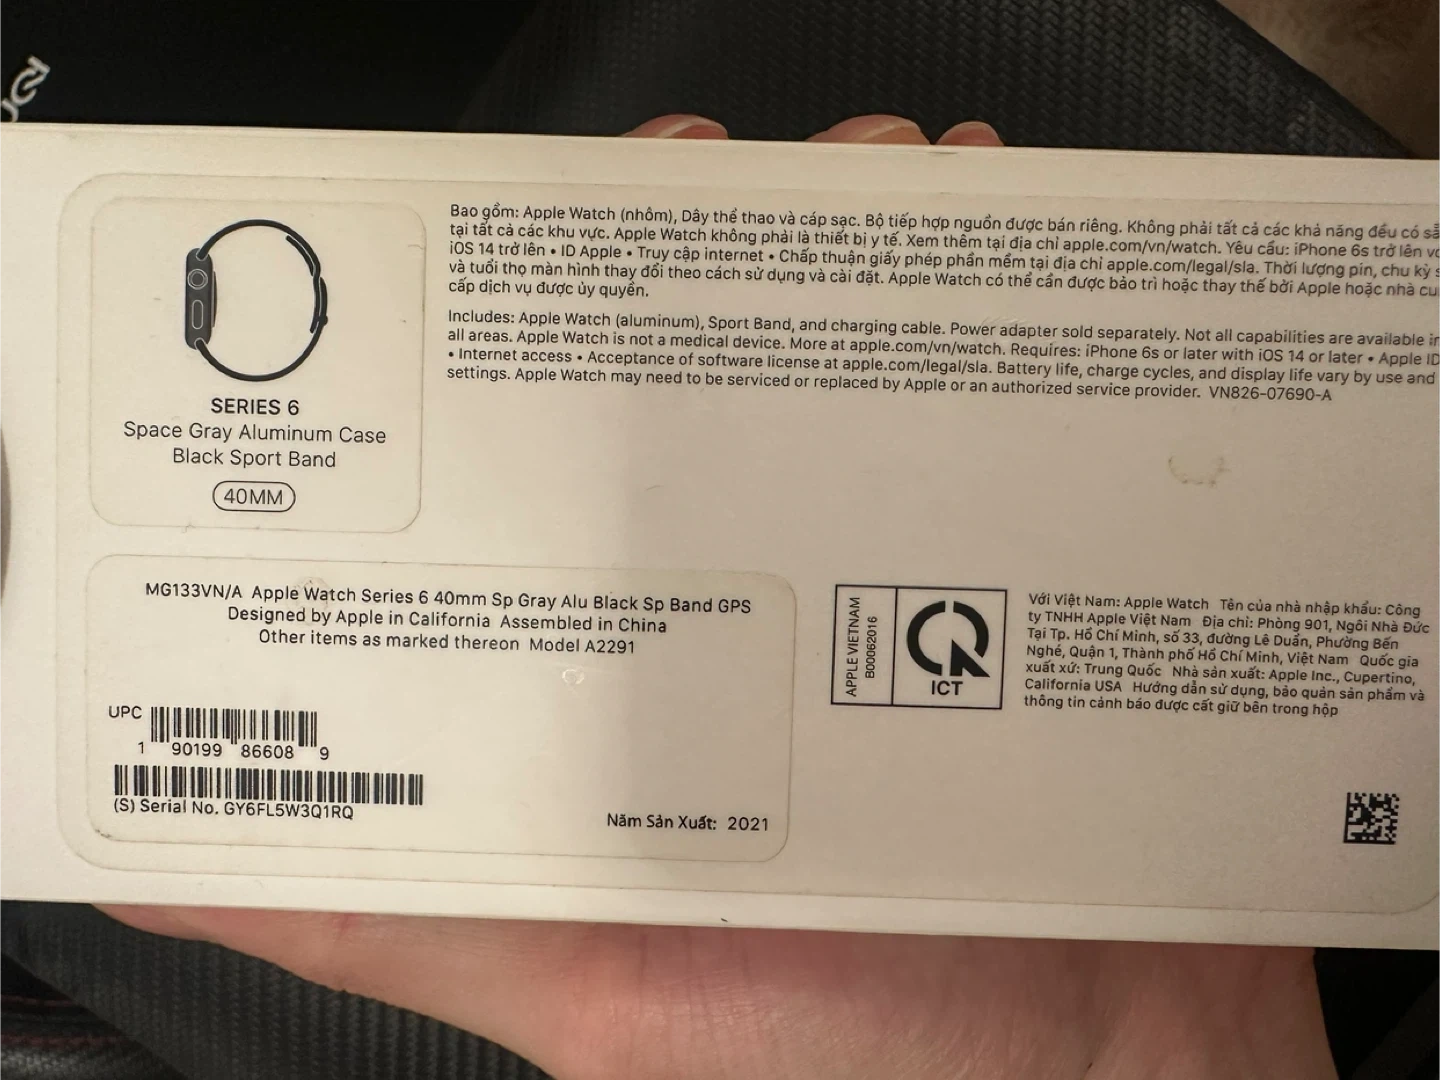 Bao gồm: Apple Watch (nhôm), Dây thể thao và cáp sạc. Bộ tiếp hợp nguồn được bán riêng. Không phải tất cả các khả năng đều có
tại tất cả các khu vực. Apple Watch không phải là thiết bị y tế. Xem thêm tại địa chỉ apple.com/vn/watch. Yêu cầu: iPhone 6s trở lên
iOS 14 trở lên • ID Apple • Truy cập internet • Chấp thuận giấy phép phần mềm tại địa chỉ apple.com/legal/sla. Thời lượng pin, chu kỳ
và tuổi thọ màn hình thay đổi theo cách sử dụng và cài đặt. Apple Watch có thể cần được bảo trì hoặc thay thế bởi Apple hoặc nhà
cấp dịch vụ được ủy quyền.
Includes: Apple Watch (aluminum), Sport Band, and charging cable. Power adapter sold separately. Not all capabilities are available
all areas. Apple Watch is not a medical device. More at apple.com/vn/watch. Requires: iPhone 6s or later with iOS 14 or later • Apple ID
• Internet access • Acceptance of software license at apple.com/legal/sla. Battery life, charge cycles, and display life vary by use and
settings. Apple Watch may need to be serviced or replaced by Apple or an authorized service provider. VN826-07690-A
SERIES 6
Space Gray Aluminum Case
Black Sport Band
40MM
MG133VN/A Apple Watch Series 6 40mm Sp Gray Alu Black Sp Band GPS
Designed by Apple in California Assembled in China
Other items as marked thereon Model A2291
UPC
1 90199 86608 9
(S) Serial No. GY6FL5W3Q1RQ
Năm Sản Xuất: 2021
APPLE VIETNAM
B00062016
ICT
Với Việt Nam: Apple Watch Tên của nhà nhập khẩu: Công
ty TNHH Apple Việt Nam Địa chỉ: Phòng 901, Ngôi Nhà Đức
Tại Tp. Hồ Chí Minh, số 33, đường Lê Duẩn, Phường Bến
Nghé, Quận 1, Thành phố Hồ Chí Minh, Việt Nam Quốc gia
xuất xứ: Trung Quốc Nhà sản xuất: Apple Inc., Cupertino,
California USA Hướng dẫn sử dụng, bảo quản sản phẩm và
thông tin cảnh báo được cất giữ bên trong hộp